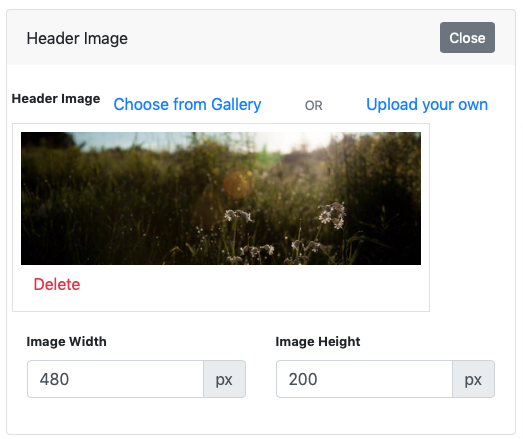 Header Image Close
Header Image Choose from Gallery OR Upload your own
Delete
Image Width Image Height
480 px 200 px